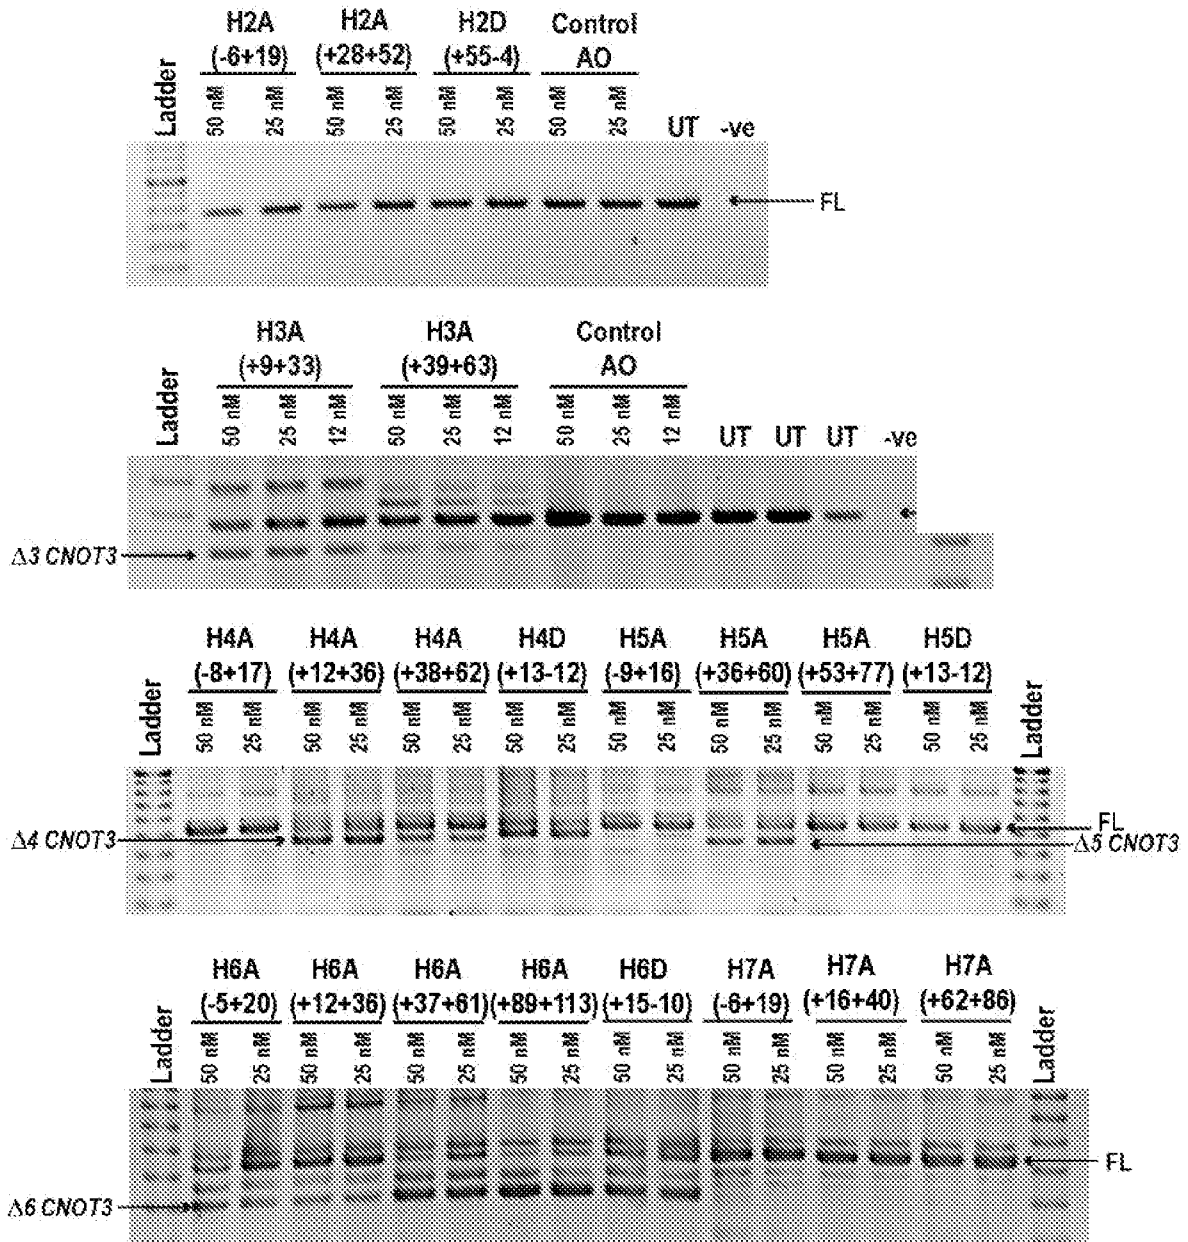 H2A H2A H2D Control
(-6+19) (+28+52) (+55-4) AO
Ladder 50 nM 25 nM 50 nM 25 nM 50 nM 25 nM 50 nM 25 nM UT -ve
FL
H3A H3A Control
(+9+33) (+39+63) AO
Ladder 50 nM 25 nM 12 nM 50 nM 25 nM 12 nM 50 nM 25 nM 12 nM UT UT UT -ve
Δ3 CNOT3
H4A H4A H4A H4D H5A H5A H5A H5D
(-8+17) (+12+36) (+38+62) (+13-12) (-9+16) (+36+60) (+53+77) (+13-12)
Ladder 50 nM 25 nM 50 nM 25 nM 50 nM 25 nM 50 nM 25 nM 50 nM 25 nM 50 nM 25 nM 50 nM 25 nM 50 nM 25 nM Ladder
FL
Δ4 CNOT3 Δ5 CNOT3
H6A H6A H6A H6A H6D H7A H7A H7A
(-5+20) (+12+36) (+37+61) (+89+113) (+15-10) (-6+19) (+16+40) (+62+86)
Ladder 50 nM 25 nM 50 nM 25 nM 50 nM 25 nM 50 nM 25 nM 50 nM 25 nM 50 nM 25 nM 50 nM 25 nM 50 nM 25 nM Ladder
FL
Δ6 CNOT3